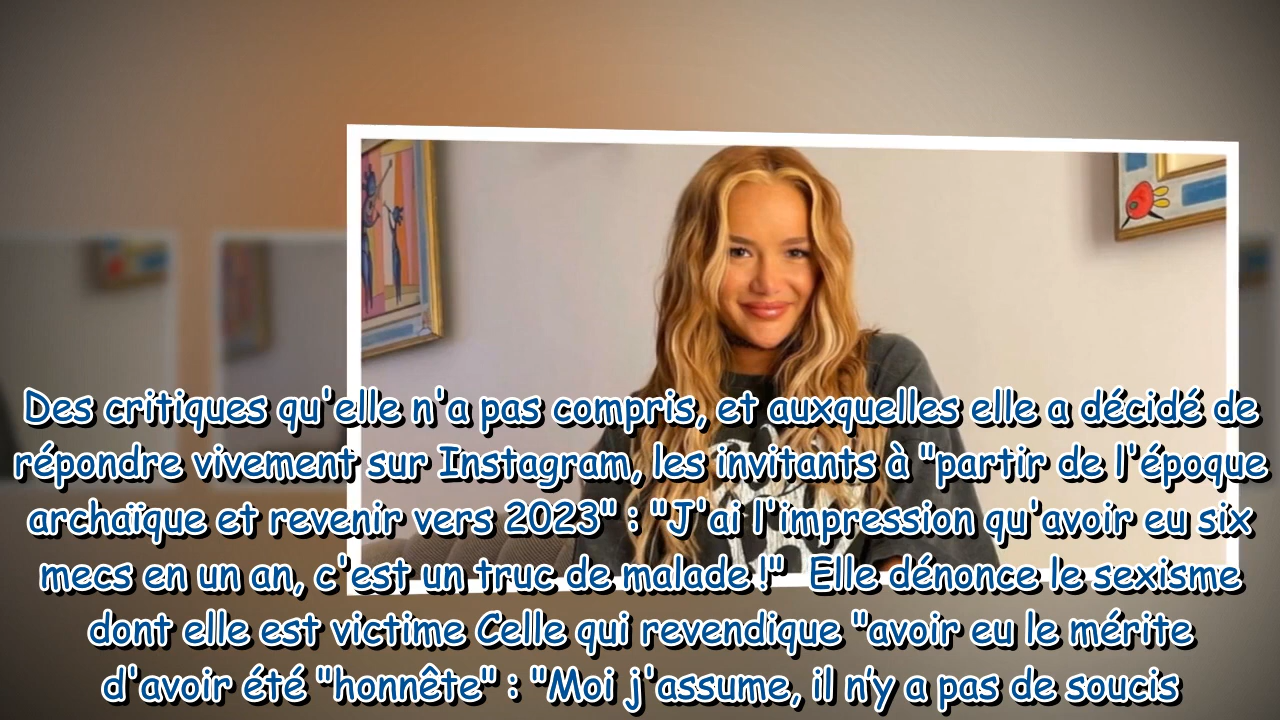 Des critiques qu'elle n'a pas compris, et auxquelles elle a décidé de
répondre vivement sur Instagram, les invitants à "partir de l'époque
archaïque et revenir vers 2023" : "J'ai l'impression qu'avoir eu six
mecs en un an, c'est un truc de malade !"  Elle dénonce le sexisme
dont elle est victime Celle qui revendique "avoir eu le mérite
d'avoir été "honnête" : "Moi j'assume, il n'y a pas de soucis